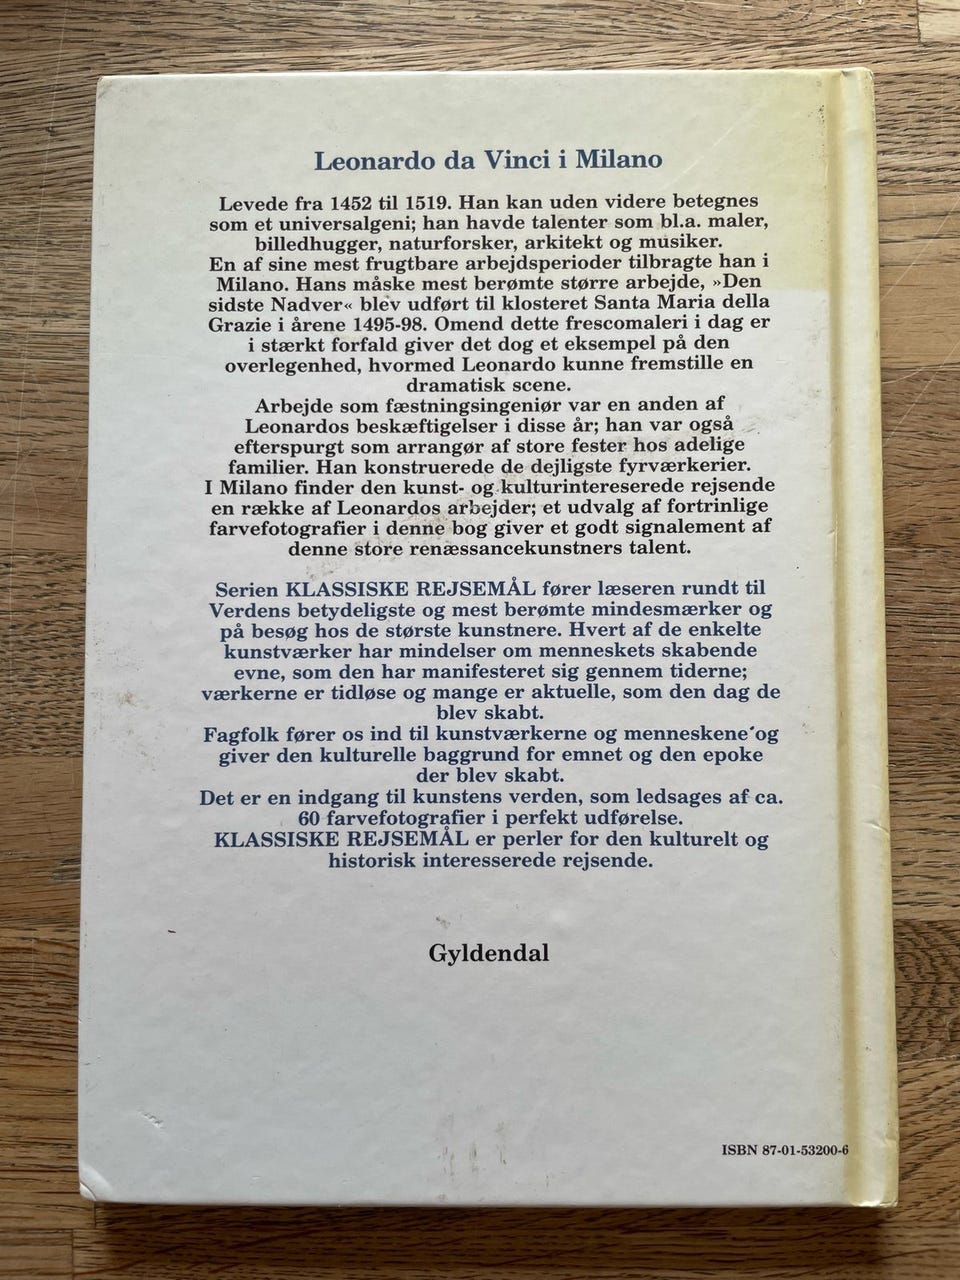 Leonardo da Vinci i Milano
Levede fra 1452 til 1519. Han kan uden videre betegnes
som et universalgeni; han havde talenter som bl.a. maler,
billedhugger, naturforsker, arkitekt og musiker.
En af sine mest frugtbare arbejdsperioder tilbragte han i
Milano. Hans måske mest berømte større arbejde, »Den
sidste Nadver« blev udført til klosteret Santa Maria della
Grazie i årene 1495-98. Omend dette frescomaleri i dag er
i stærkt forfald giver det dog et eksempel på den
overlegenhed, hvormed Leonardo kunne fremstille en
dramatisk scene.
Arbejde som fæstningsingeniør var en anden af
Leonardos beskæftigelser i disse år; han var også
efterspurgt som arrangør af store fester hos adelige
familier. Han konstruerede de dejligste fyrværkerier.
I Milano finder den kunst- og kulturintereserede rejsende
en række af Leonardos arbejder; et udvalg af fortrinlige
farvefotografier i denne bog giver et godt signalement af
denne store renæssancekunstners talent.
Serien KLASSISKE REJSEMÅL fører læseren rundt til
Verdens betydeligste og mest berømte mindesmærker og
på besøg hos de største kunstnere. Hvert af de enkelte
kunstværker har mindelser om menneskets skabende
evne, som den har manifesteret sig gennem tiderne;
værkerne er tidløse og mange er aktuelle, som den dag de
blev skabt.
Fagfolk fører os ind til kunstværkerne og menneskene og
giver den kulturelle baggrund for emnet og den epoke
der blev skabt.
Det er en indgang til kunstens verden, som ledsages af ca.
60 farvefotografier i perfekt udførelse.
KLASSISKE REJSEMÅL er perler for den kulturelt og
historisk interesserede rejsende.
Gyldendal
ISBN 87-01-53200-6